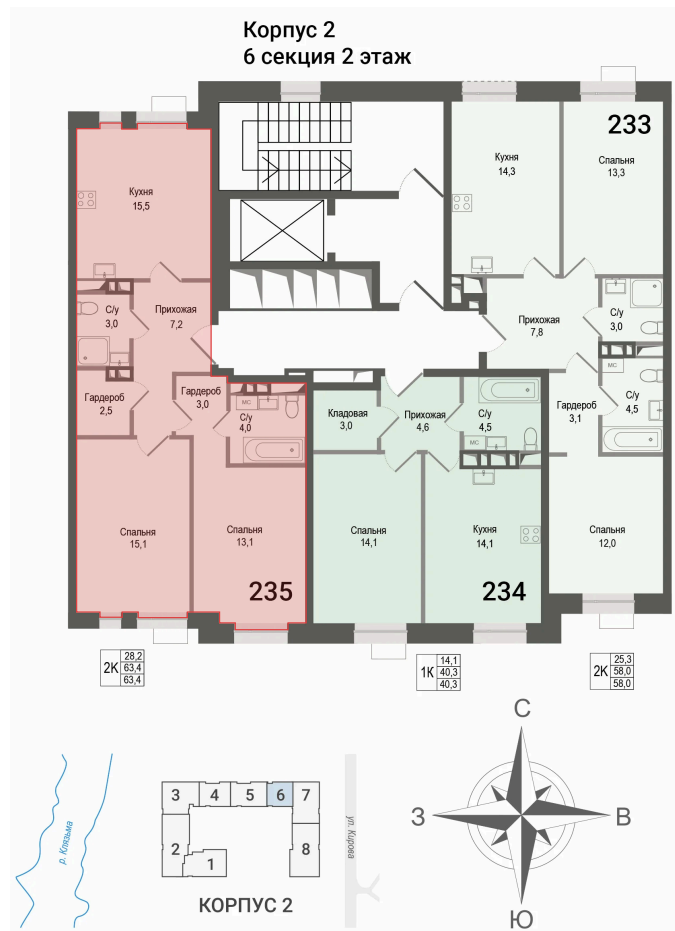 Корпус 2
6 секция 2 этаж
233
Кухня
15,5
Кухня
14,3
Спальня
13,3
С/у
3,0
Прихожая
7,2
Прихожая
7,8
С/у
3,0
Гардероб
2,5
Гардероб
3,0
МС
С/у
4,0
Кладовая
3,0
Прихожая
4,6
С/у
4,5
МС
МС
С/у
4,5
Гардероб
3,1
Спальня
15,1
Спальня
13,1
235
Спальня
14,1
Кухня
14,1
234
Спальня
12,0
2К
28,2
63,4
63,4
1К
14,1
40,3
40,3
2К
25,3
58,0
58,0
р. Клязьма
3
4
5
6
7
2
1
8
КОРПУС 2
ул. Кирова
С
З
В
Ю